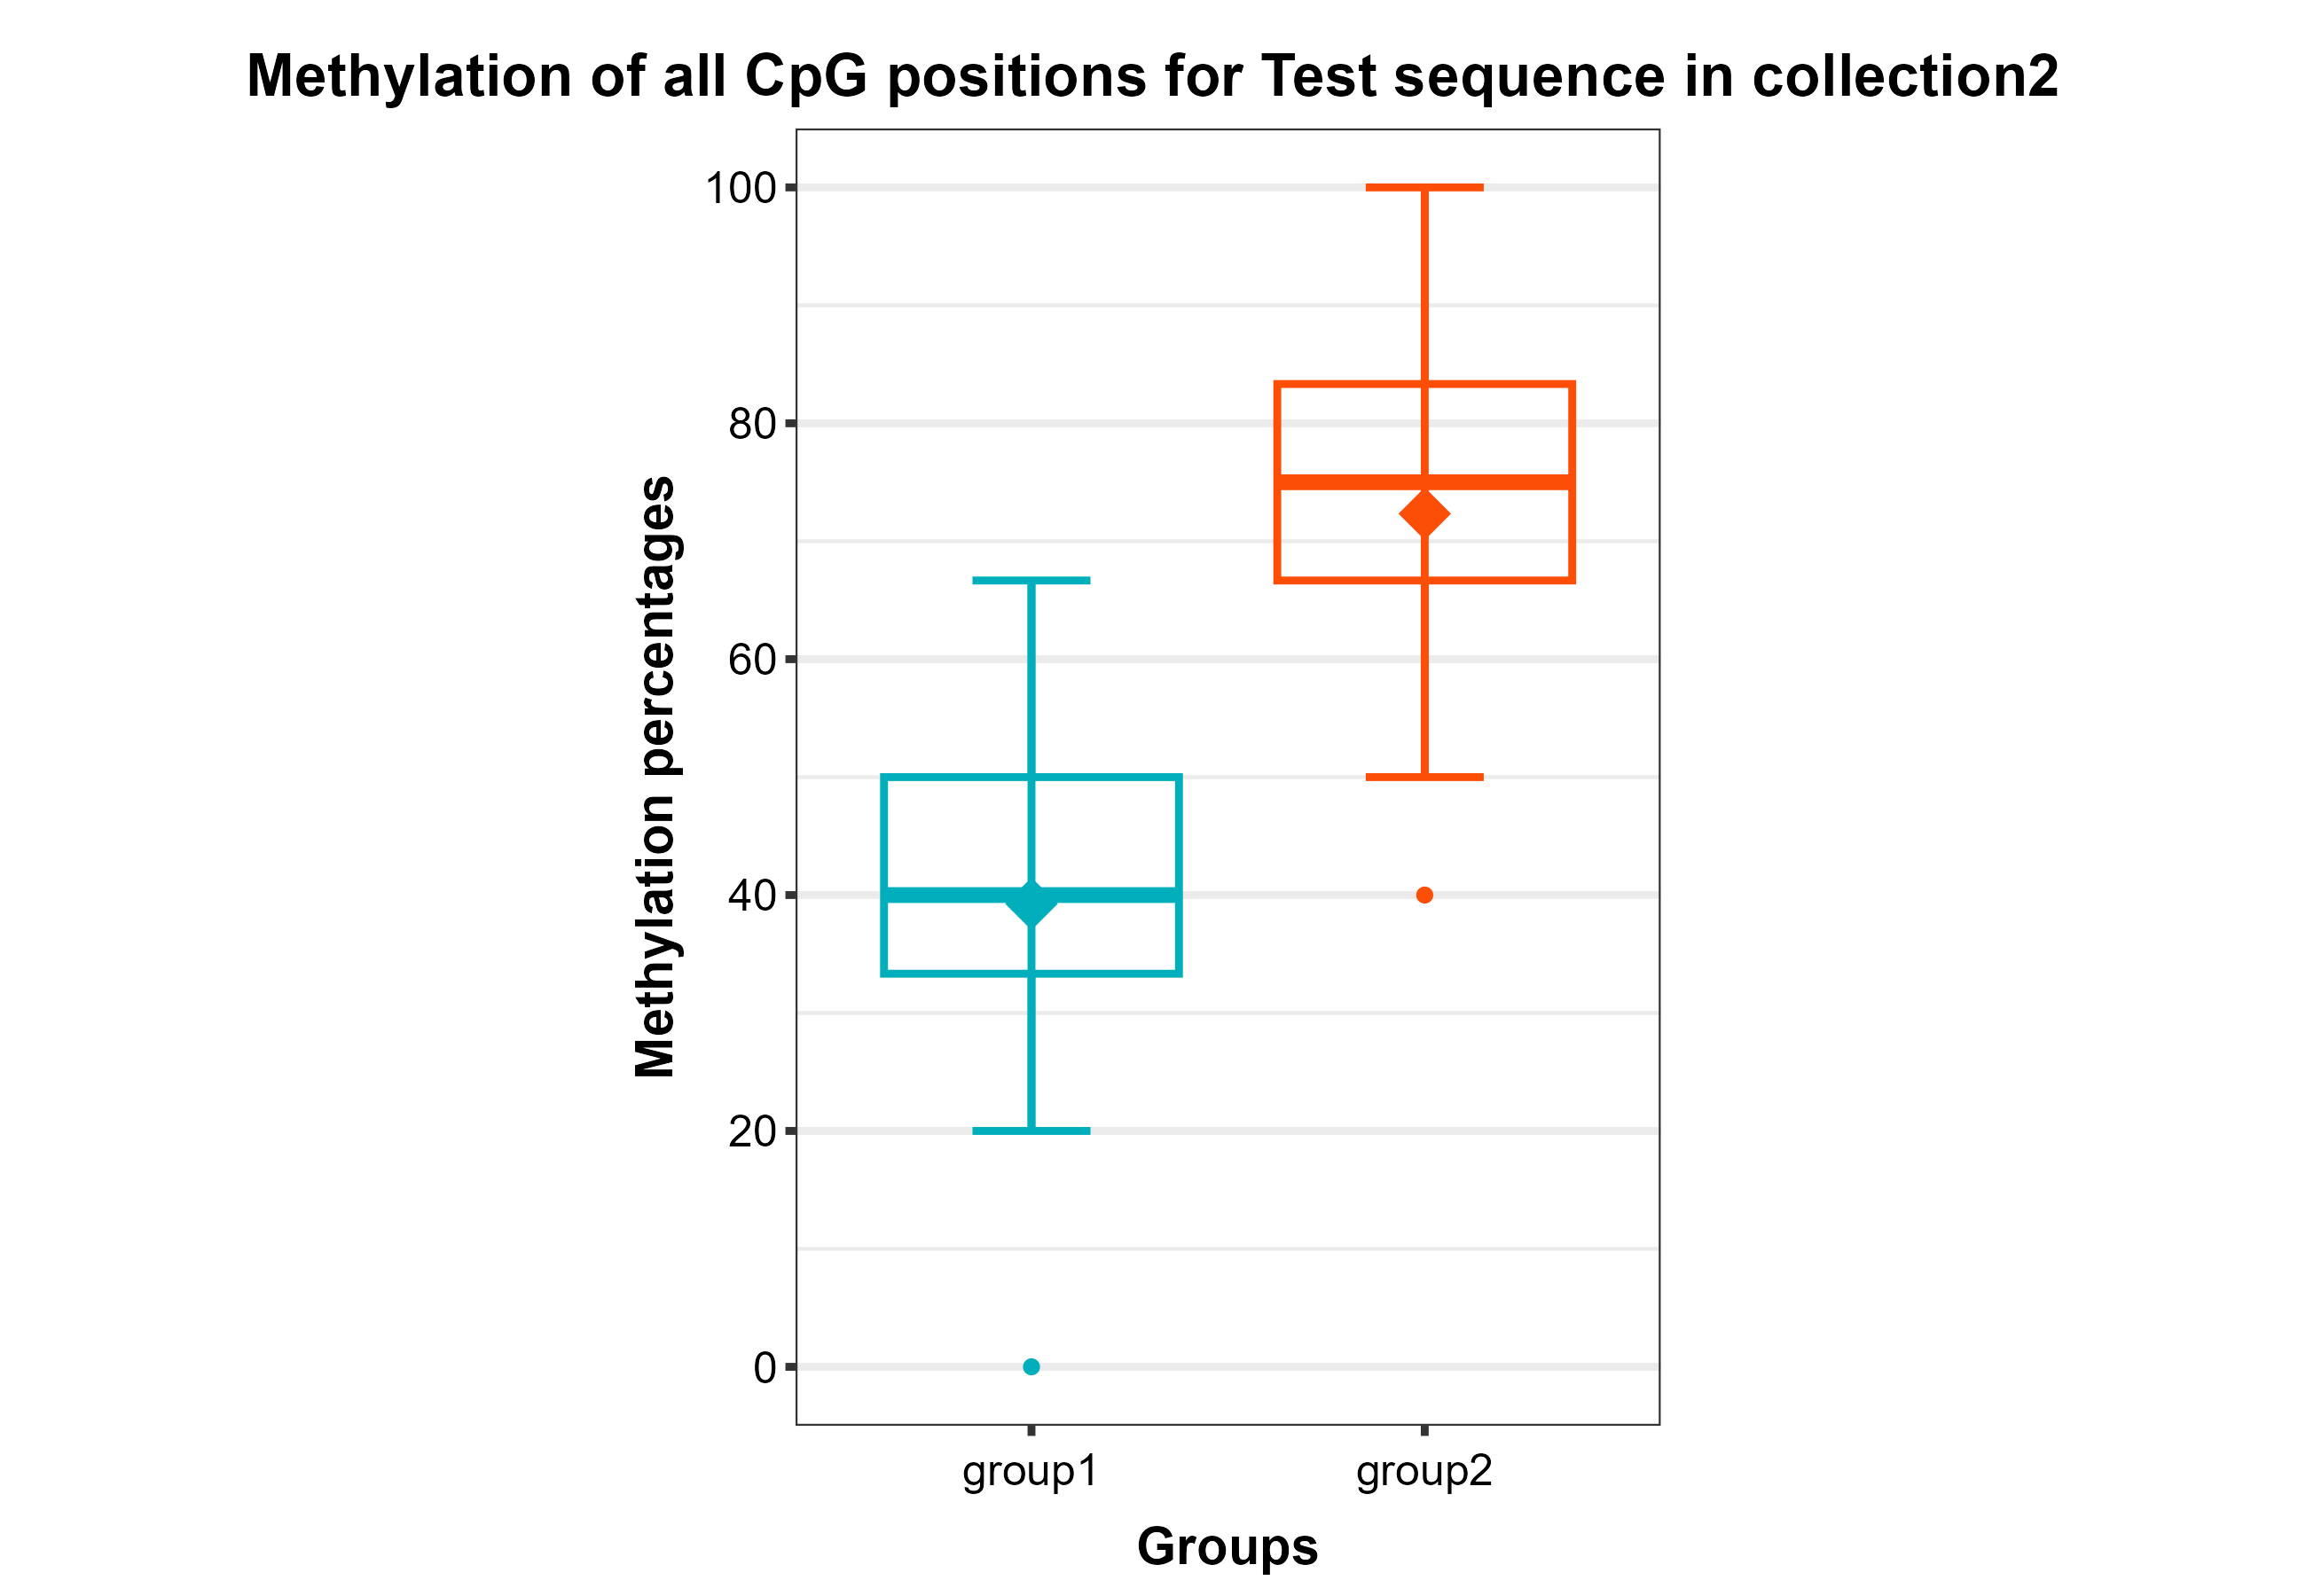 Methylation of all CpG positions for Test sequence in collection2
Methylation percentages
100
80
60
40
20
0
group1 group2
Groups